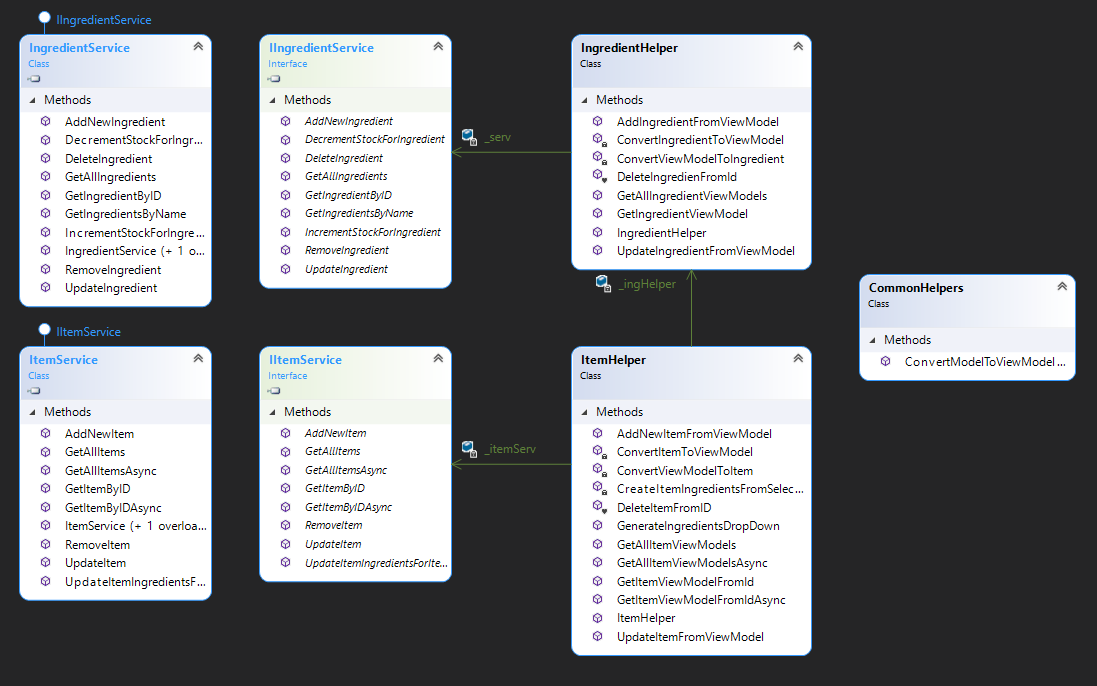 IIngredientService
IngredientService
Class
Methods
AddNewIngredient
DecrementStockForIngr...
DeleteIngredient
GetAllIngredients
GetIngredientByID
GetIngredientsByName
IncrementStockForIngre...
IngredientService (+ 1 o...
RemoveIngredient
UpdateIngredient
IIngredientService
Interface
Methods
AddNewIngredient
DecrementStockForIngredient
DeleteIngredient
GetAllIngredients
GetIngredientByID
GetIngredientsByName
IncrementStockForIngredient
RemoveIngredient
UpdateIngredient
_serv
IngredientHelper
Class
Methods
AddIngredientFromViewModel
ConvertIngredientToViewModel
ConvertViewModelToIngredient
DeleteIngredienFromId
GetAllIngredientViewModels
GetIngredientViewModel
IngredientHelper
UpdateIngredientFromViewModel
_ingHelper
CommonHelpers
Class
Methods
ConvertModelToViewModel ...
IItemService
ItemService
Class
Methods
AddNewItem
GetAllItems
GetAllItemsAsync
GetItemByID
GetItemByIDAsync
ItemService (+ 1 overloa...
RemoveItem
UpdateItem
UpdateItemIngredientsF...
IItemService
Interface
Methods
AddNewItem
GetAllItems
GetAllItemsAsync
GetItemByID
GetItemByIDAsync
RemoveItem
UpdateItem
UpdateItemIngredientsForIte...
_itemServ
ItemHelper
Class
Methods
AddNewItemFromViewModel
ConvertItemToViewModel
ConvertViewModelToItem
CreateItemIngredientsFromSelec...
DeleteItemFromID
GenerateIngredientsDropDown
GetAllItemViewModels
GetAllItemViewModelsAsync
GetItemViewModelFromId
GetItemViewModelFromIdAsync
ItemHelper
UpdateItemFromViewModel